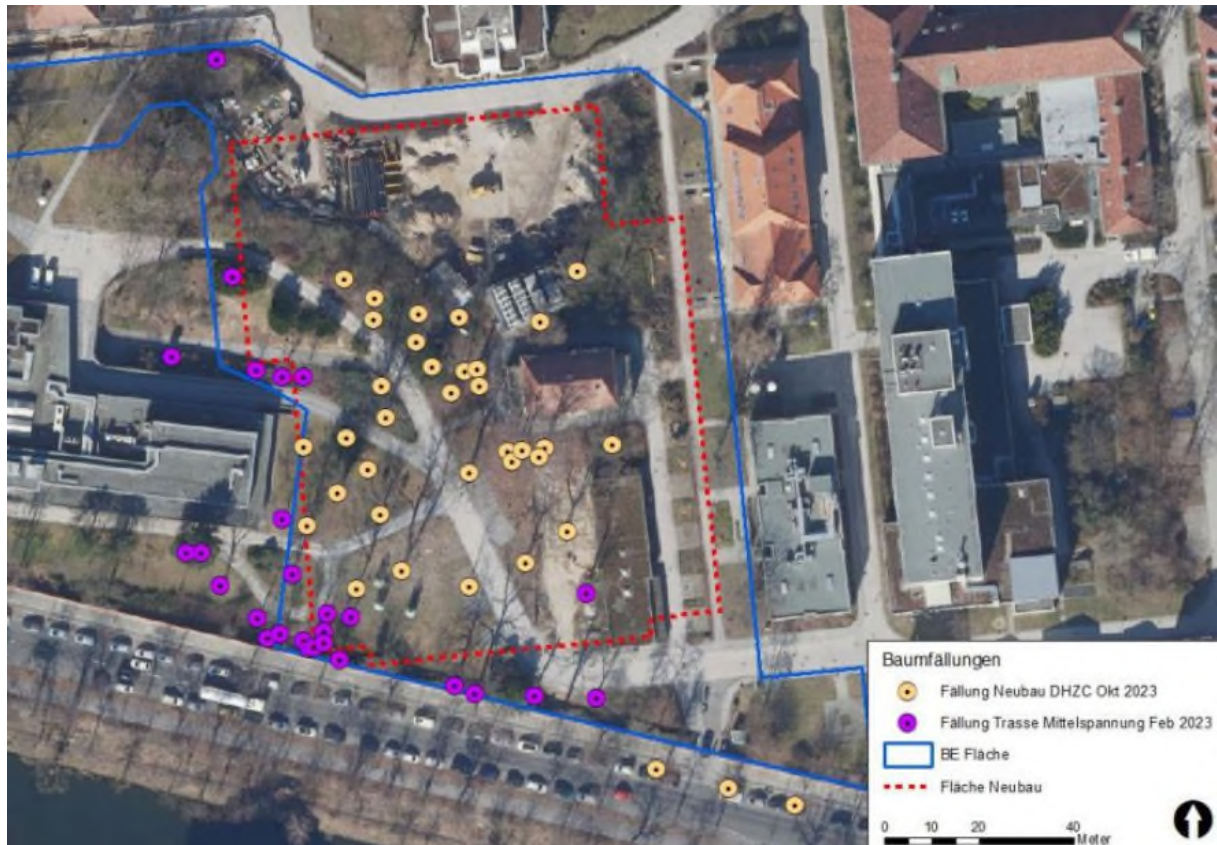 Baumfällungen
Fällung Neubau DHZC Okt 2023
Fällung Trasse Mittelspannung Feb 2023
BE Fläche
Fläche Neubau
0 10 20 40
Meter